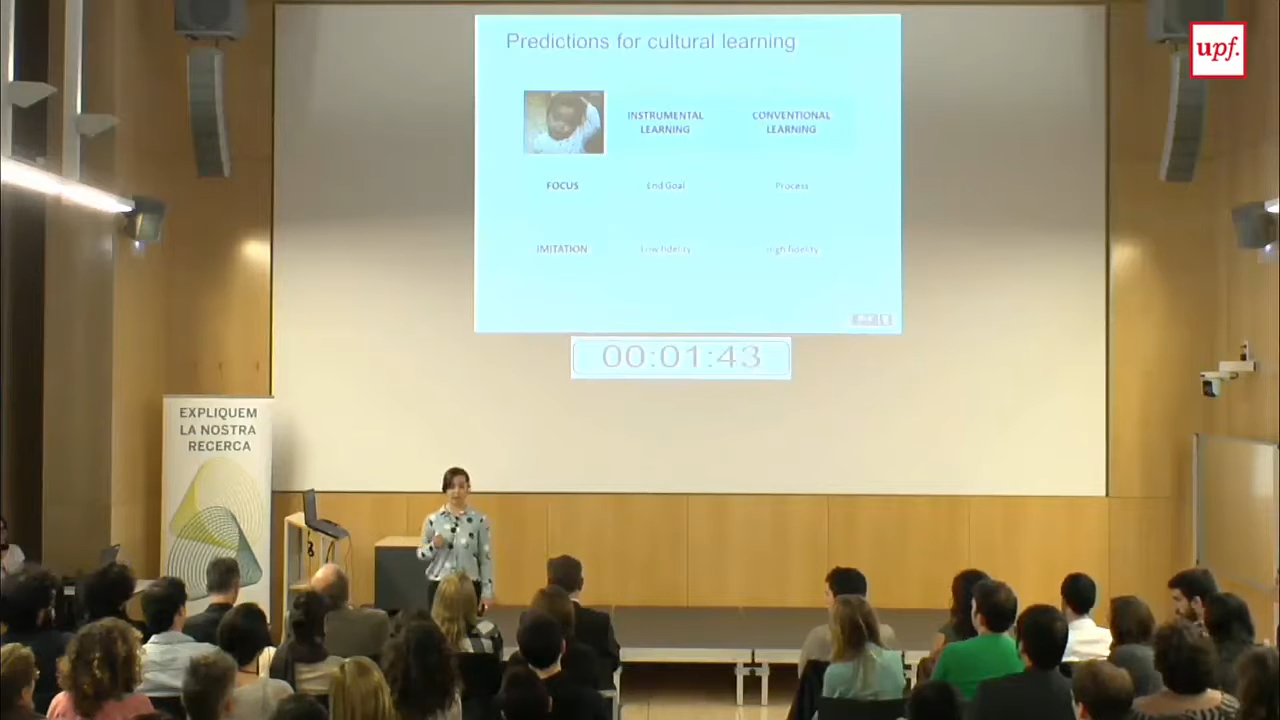 upf.
Predictions for cultural learning
INSTRUMENTAL
LEARNING
CONVENTIONAL
LEARNING
FOCUS
End Goal
Process
IMITATION
Low fidelity
High fidelity
00:01:43
EXPLIQUEM
LA NOSTRA
RECERCA